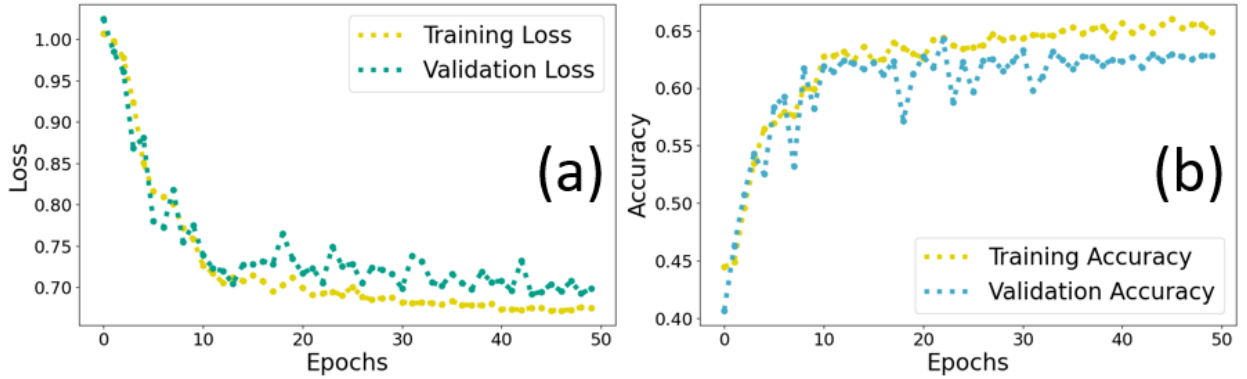 1.00
0.95
0.90
0.85
0.80
0.75
0.70
Loss
Training Loss
Validation Loss
(a)
0 10 20 30 40 50
Epochs
0.65
0.60
0.55
0.50
0.45
0.40
Accuracy
(b)
Training Accuracy
Validation Accuracy
0 10 20 30 40 50
Epochs